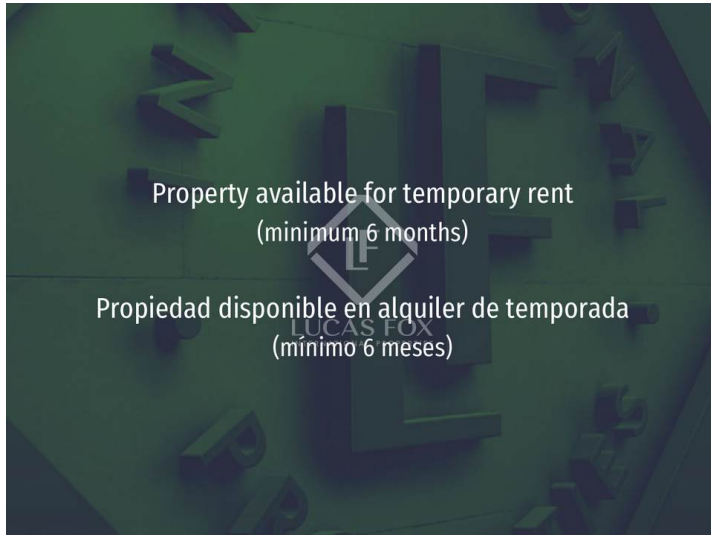 Property available for temporary rent
(minimum 6 months)
LF
Propiedad disponible en alquiler de temporada
LUCAS FOX
(mínimo 6 meses)